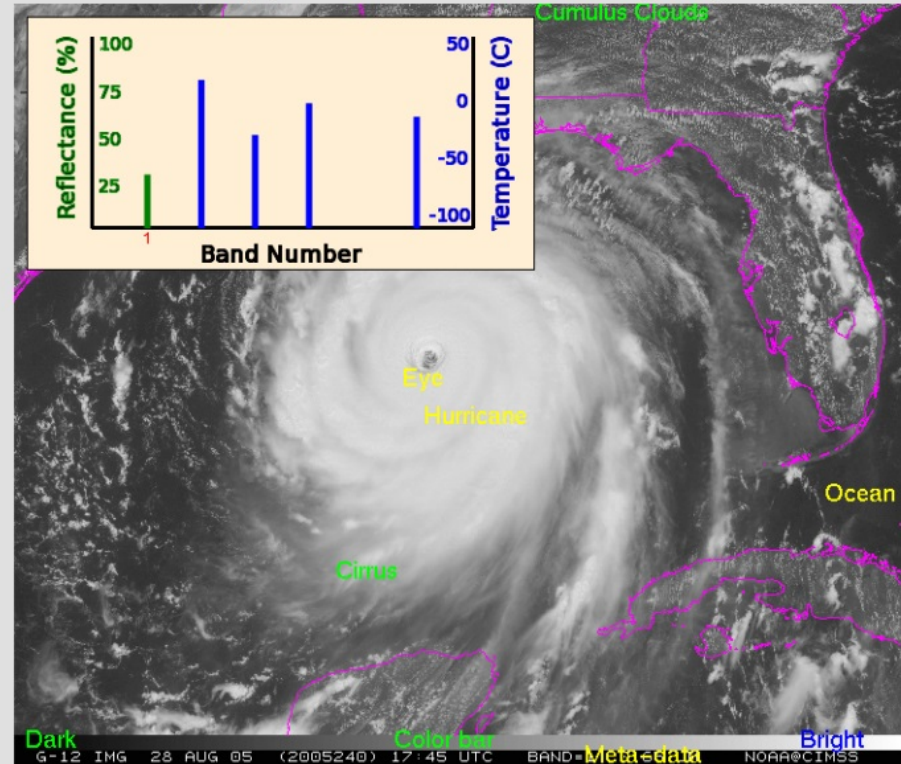 Cumulus Clouds
Reflectance (%)
100
75
50
25
50
0
-50
-100
Temperature (C)
1
Band Number
Eye
Hurricane
Ocean
Cirrus
Dark
Color bar
Bright
G-12 IMG 28 AUG 05 (2005240) 17:45 UTC BAND= Meta-data NOAA@CIMSS